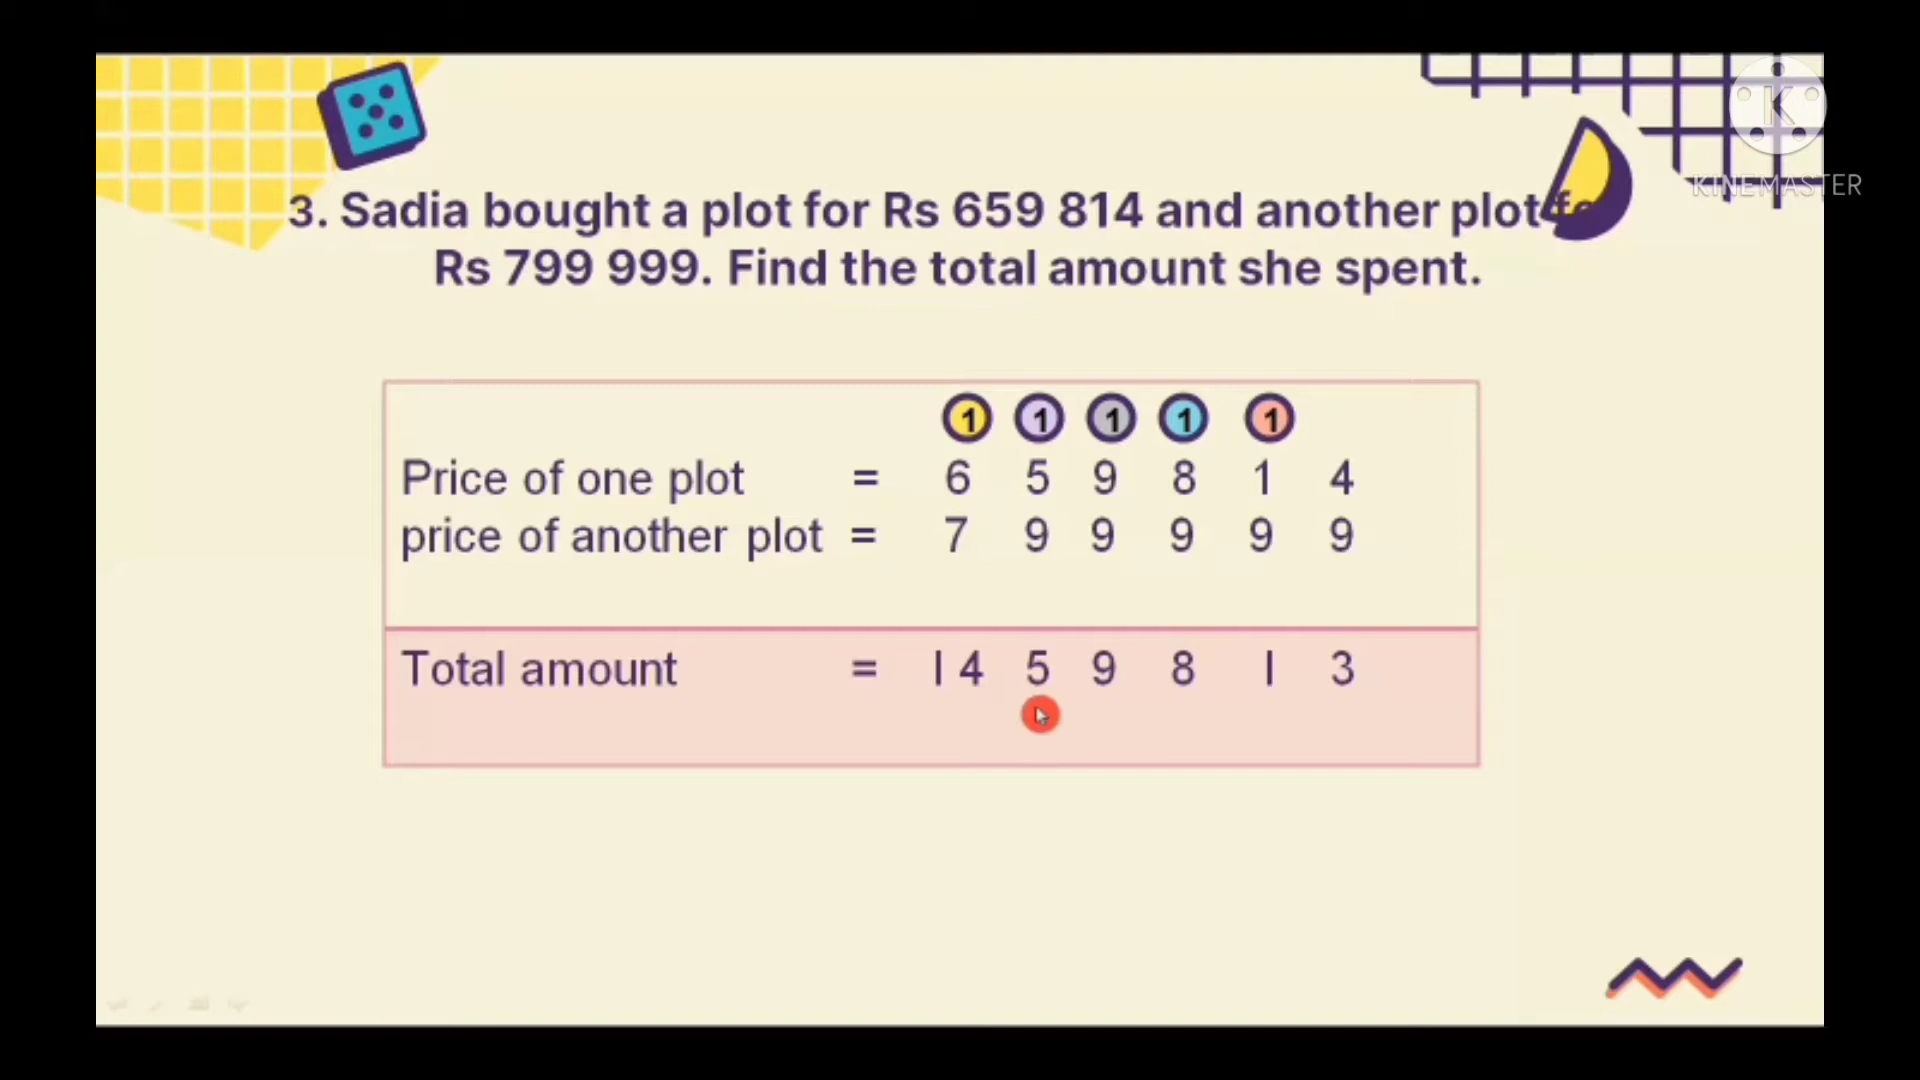 3. Sadia bought a plot for Rs 659 814 and another plot
Rs 799 999. Find the total amount she spent.
1 1 1 1 1
Price of one plot = 6 5 9 8 1 4
price of another plot = 7 9 9 9 9 9
Total amount = 14 5 9 8 1 3
K
KINEMASTER